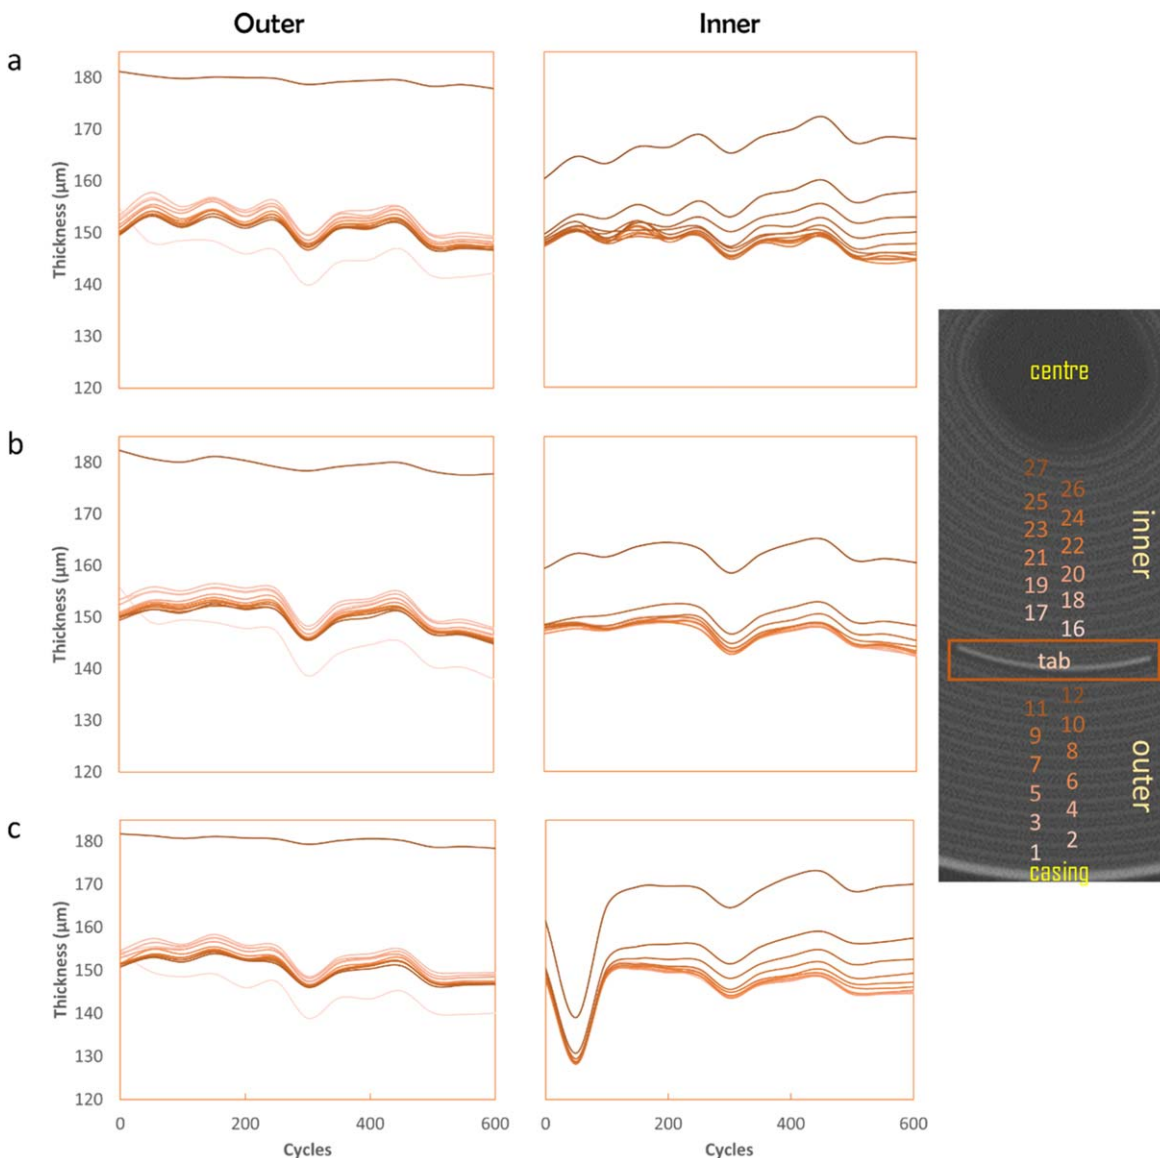 Outer
Inner
a
180
170
160
150
140
130
120
Thickness (µm)
b
180
170
160
150
140
130
120
Thickness (µm)
c
180
170
160
150
140
130
120
Thickness (µm)
0 200 400 600
Cycles
0 200 400 600
Cycles
centre
27
26
25
24
23
22
21
20
19
18
17
16
inner
tab
12
11
10
9
8
7
6
5
4
3
2
1
outer
casing